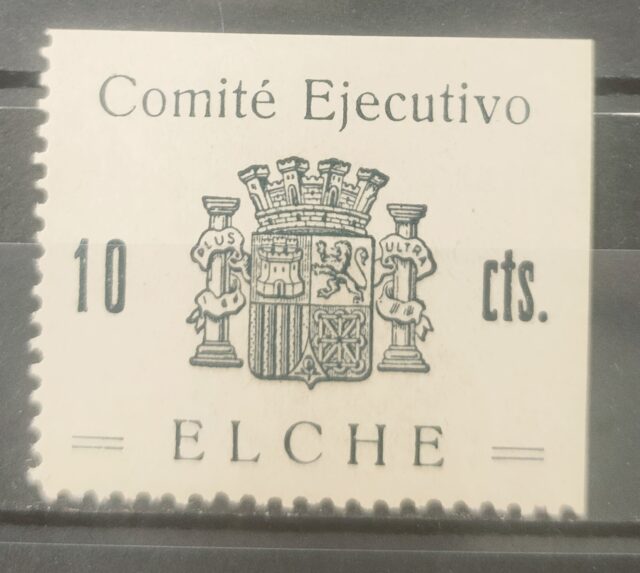 Comité Ejecutivo
PLUS ULTRA
10 cts.
ELCHE